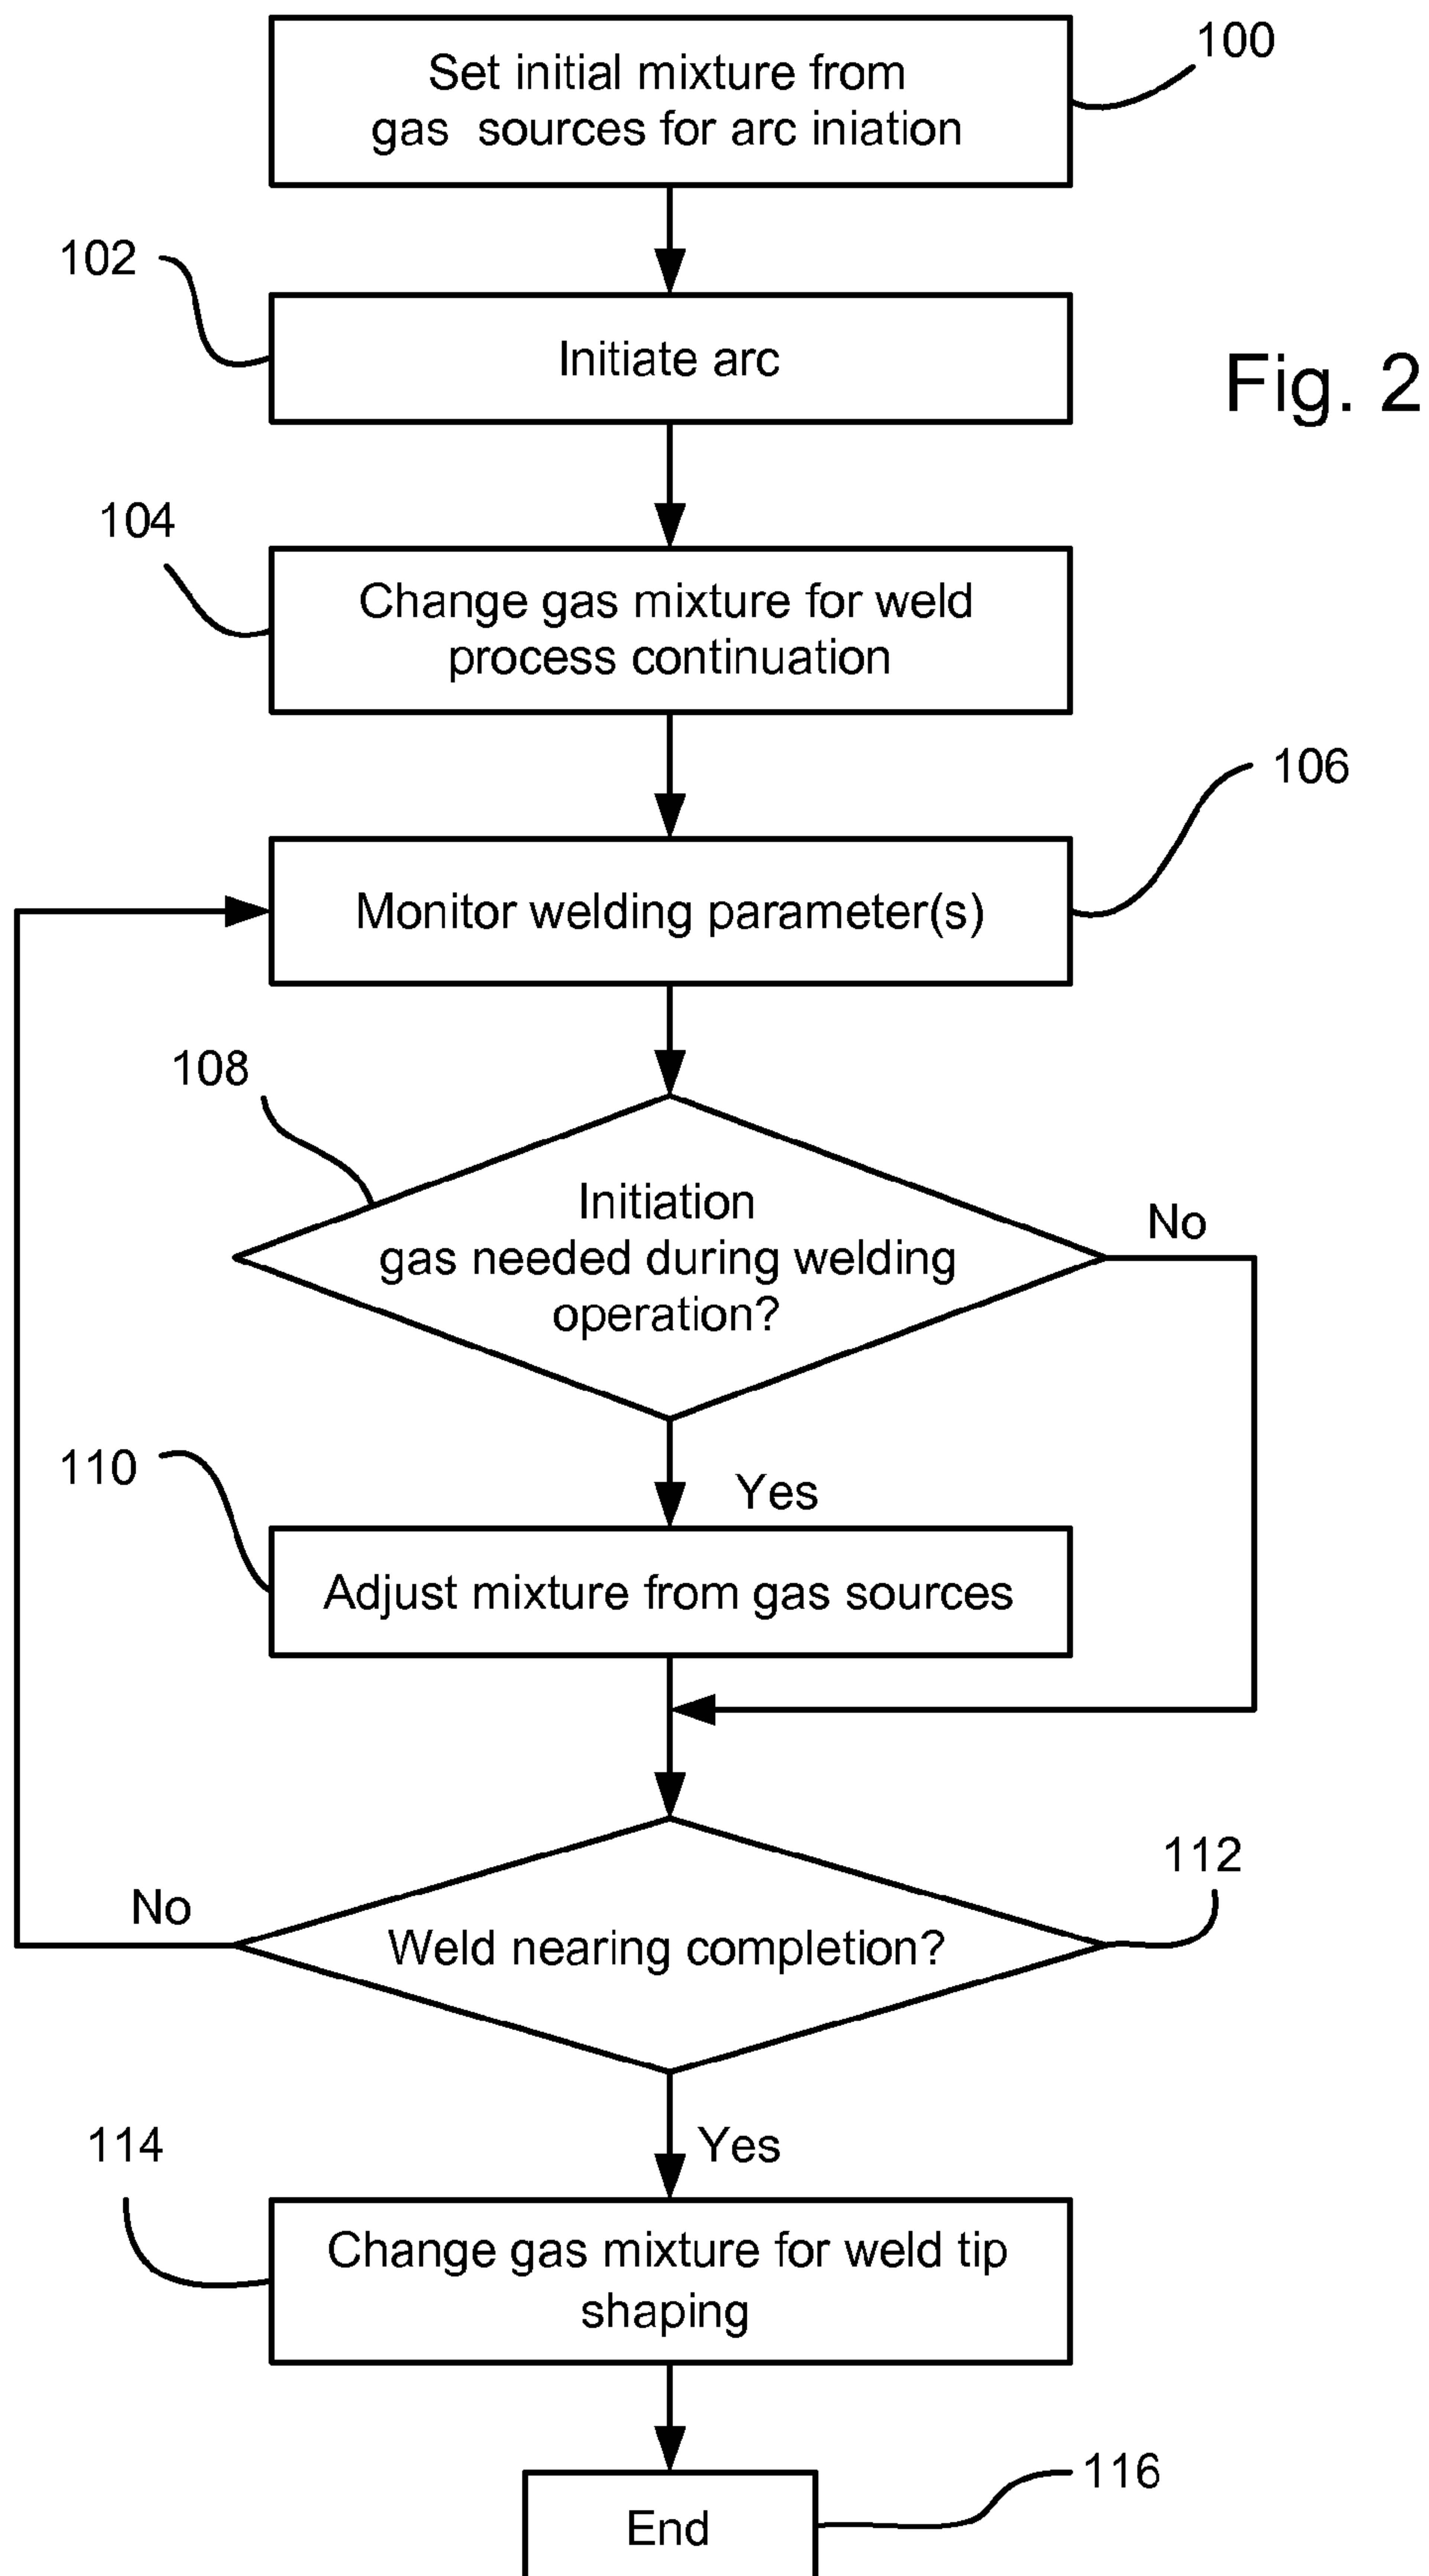 Set initial mixture from
gas sources for arc iniation
100
102
Initiate arc
Fig. 2
104
Change gas mixture for weld
process continuation
106
Monitor welding parameter(s)
108
Initiation
gas needed during welding
operation?
No
110
Yes
Adjust mixture from gas sources
112
No
Weld nearing completion?
114
Yes
Change gas mixture for weld tip
shaping
116
End